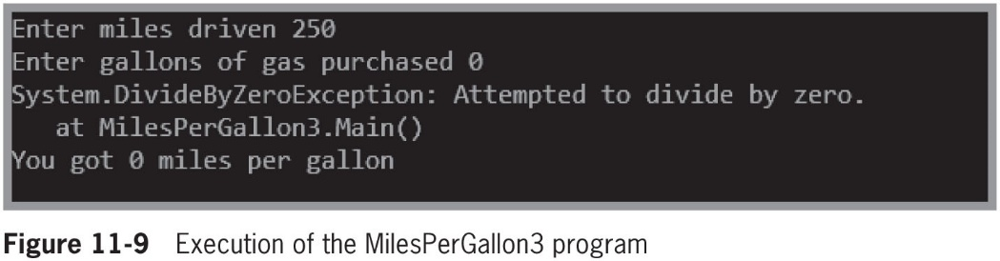 Enter miles driven 250
Enter gallons of gas purchased 0
System.DivideByZeroException: Attempted to divide by zero.
   at MilesPerGallon3.Main()
You got 0 miles per gallon
Figure 11-9 Execution of the MilesPerGallon3 program